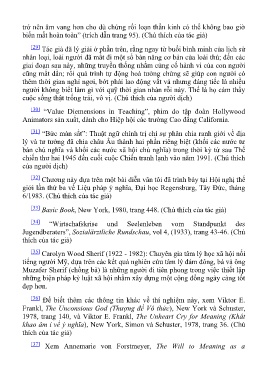 trở nên âm vang hơn do dù chúng rối loạn thần kinh có thể không bao giờ
biến mất hoàn toàn” (trích dẫn trang 95). (Chú thích của tác giả)
[29] Tác giả đã lý giải ở phần trên, rằng ngay từ buổi bình minh của lịch sử
nhân loại, loài người đã mất đi một số bản năng cơ bản của loài thú; đến các
giai đoạn sau này, những truyền thống nhằm củng cố hành vi của con người
cũng mất dần; rồi quá trình tự động hoá tưởng chừng sẽ giúp con người có
thêm thời gian nghỉ ngơi, bớt phải lao động vất vả nhưng đáng tiếc là nhiều
người không biết làm gì với quỹ thời gian nhàn rỗi này. Thế là họ cảm thấy
cuộc sống thật trống trải, vô vị. (Chú thích của người dịch)
[30] “Value Diemensions in Teaching”, phim do tập đoàn Hollywood
Animators sản xuất, dành cho Hiệp hội các trường Cao đẳng California.
[31] “Bức màn sắt”: Thuật ngữ chính trị chỉ sự phân chia ranh giới về địa
lý và tư tưởng đã chia châu Âu thành hai phần riêng biệt (khối các nước tư
bản chủ nghĩa và khối các nước xã hội chủ nghĩa) trong thời kỳ từ sau Thế
chiến thứ hai 1945 đến cuối cuộc Chiến tranh lạnh vào năm 1991. (Chú thích
của người dịch)
[32] Chương này dựa trên một bài diễn văn tôi đã trình bày tại Hội nghị thế
giới lần thứ ba về Liệu pháp ý nghĩa, Đại học Regensburg, Tây Đức, tháng
6/1983. (Chú thích của tác giả)
[33] Basic Book, New York, 1980, trang 448. (Chú thích của tác giả)
[34] “Wirtschaftskrise und Seelenleben vom Standpunkt des
Jugendberaters”, Sozialärztliche Rundschau, vol 4, (1933), trang 43-46. (Chú
thích của tác giả)
[35] Carolyn Wood Sherif (1922 - 1982): Chuyên gia tâm lý học xã hội nổi
tiếng người Mỹ, dựa trên các kết quả nghiên cứu tâm lý đám đông, bà và ông
Muzafer Sherif (chồng bà) là những người đi tiên phong trong việc thiết lập
những biện pháp kỷ luật xã hội nhằm xây dựng một cộng đồng ngày càng tốt
đẹp hơn.
[36] Để biết thêm các thông tin khác về thí nghiệm này, xem Viktor E.
Frankl, The Unconsious God (Thượng đế Vô thức), New York và Schuster,
1978, trang 140, và Viktor E. Frankl, The Unheart Cry for Meaning (Khát
khao âm ỉ về ý nghĩa), New York, Simon và Schuster, 1978, trang 36. (Chú
thích của tác giả)
[37] Xem Annemarie von Forstmeyer, The Will to Meaning as a